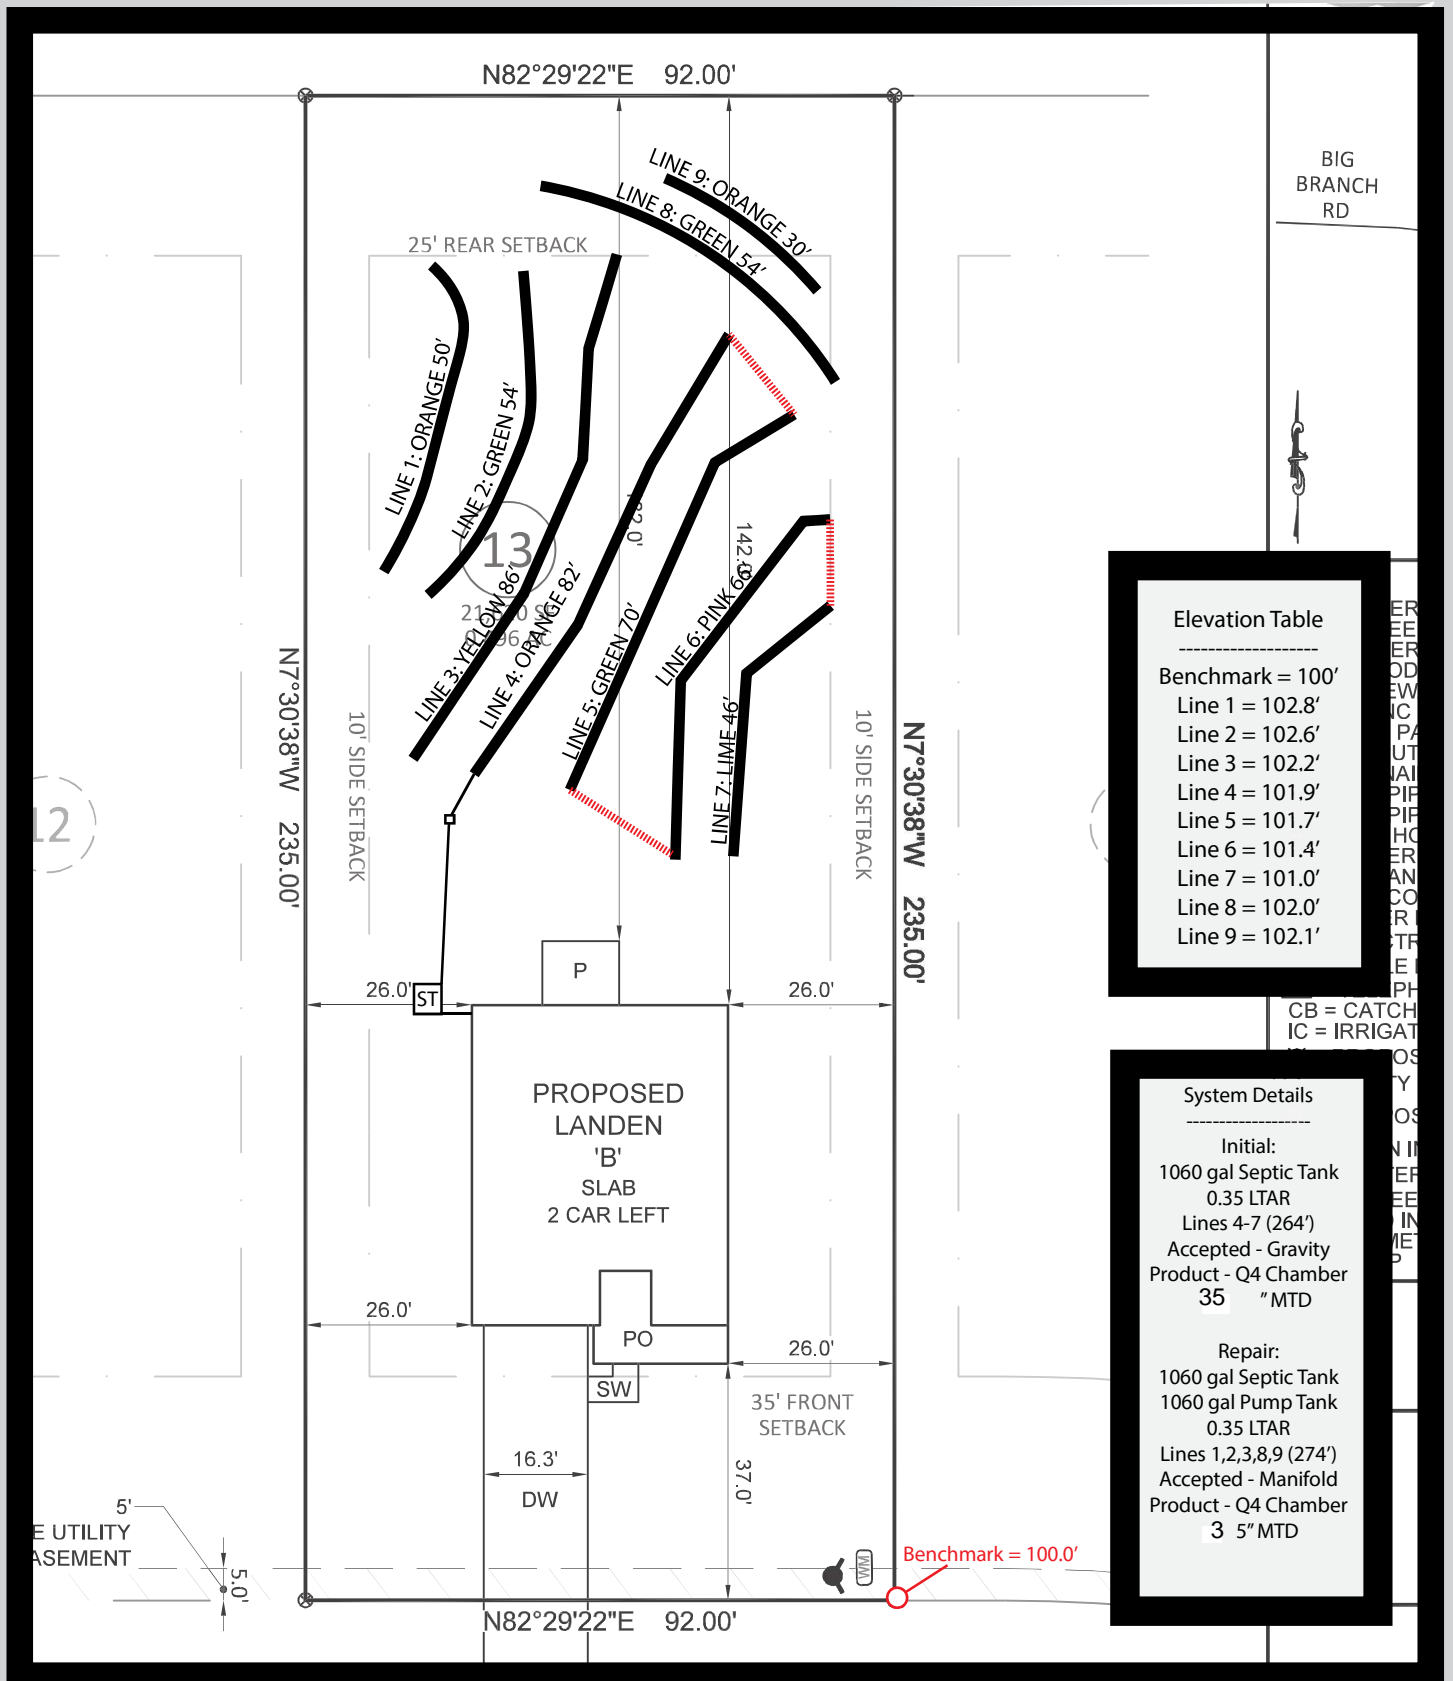 N82°29'22"E 92.00'
BIG
BRANCH
RD
LINE 9: ORANGE 30'
LINE 8: GREEN 54'
25' REAR SETBACK
LINE 1: ORANGE 50'
LINE 2: GREEN 54'
13
LINE 3: YELLOW 86'
LINE 4: ORANGE 82'
LINE 5: GREEN 70'
LINE 6: PINK
LINE 7: LIME 46'
N7°30'38"W 235.00'
10' SIDE SETBACK
10' SIDE SETBACK
N7°30'38"W 235.00'
12
Elevation Table
-------------------
Benchmark = 100'
Line 1 = 102.8'
Line 2 = 102.6'
Line 3 = 102.2'
Line 4 = 101.9'
Line 5 = 101.7'
Line 6 = 101.4'
Line 7 = 101.0'
Line 8 = 102.0'
Line 9 = 102.1'
P
26.0'
ST
26.0'
CB = CATCH
IC = IRRIGAT
PROPOSED
LANDEN
'B'
SLAB
2 CAR LEFT
System Details
-------------------
Initial:
1060 gal Septic Tank
0.35 LTAR
Lines 4-7 (264')
Accepted - Gravity
Product - Q4 Chamber
35 " MTD
Repair:
1060 gal Septic Tank
1060 gal Pump Tank
0.35 LTAR
Lines 1,2,3,8,9 (274')
Accepted - Manifold
Product - Q4 Chamber
3 5" MTD
26.0'
PO
26.0'
SW
35' FRONT
SETBACK
16.3'
DW
37.0'
5'
E UTILITY
ASEMENT
5.0'
WM
Benchmark = 100.0'
N82°29'22"E 92.00'